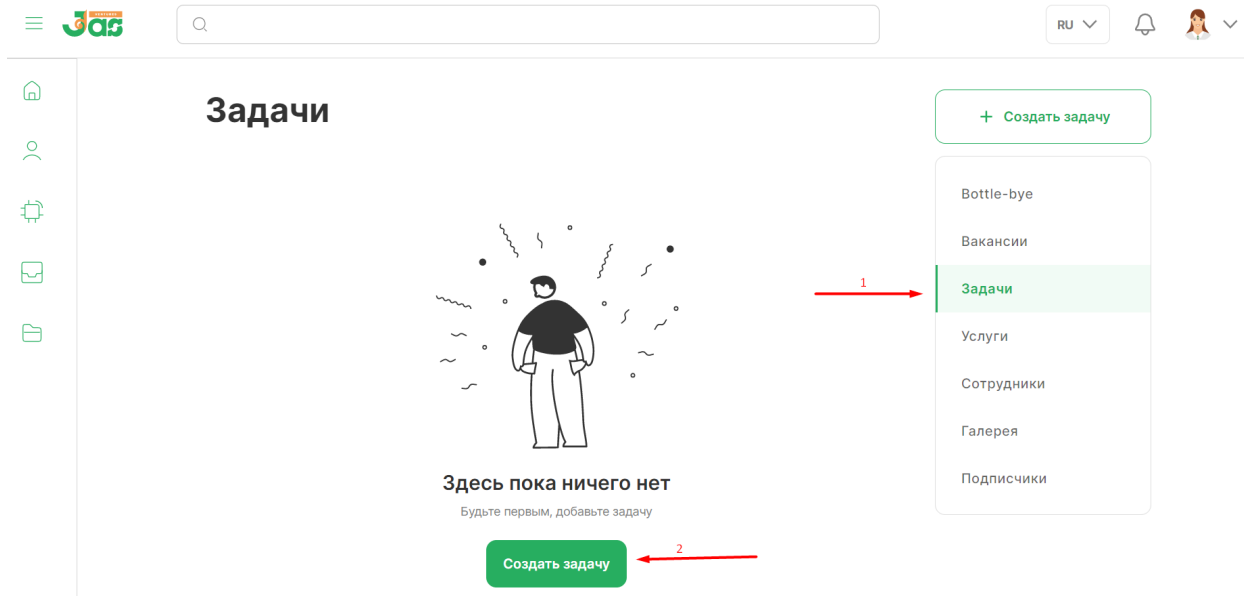 Jas
RU
Задачи
+ Создать задачу
Bottle-bye
Вакансии
1
Задачи
Услуги
Сотрудники
Галерея
Подписчики
Здесь пока ничего нет
Будьте первым, добавьте задачу
Создать задачу
2